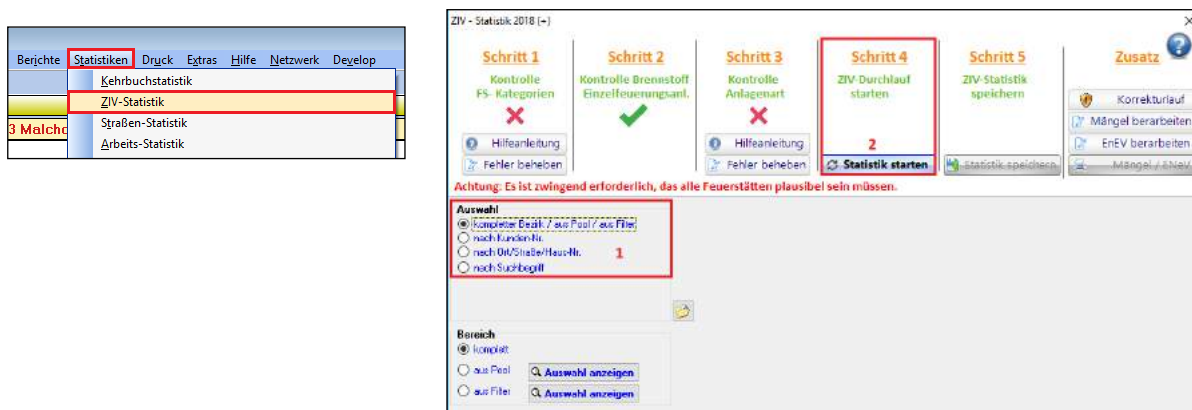 Berichte Statistiken Druck Extras Hilfe Netzwerk Develop
Kehrbuchstatistik
ZIV-Statistik
3 Malcho
Straßen-Statistik
Arbeits-Statistik
ZIV - Statistik 2018 [-+]
Schritt 1
Kontrolle
FS- Kategorien
Hilfeanleitung
Fehler beheben
Schritt 2
Kontrolle Brennstoff
Einzelfeuerungsanl.
Schritt 3
Kontrolle
Anlagenart
Hilfeanleitung
Fehler beheben
Schritt 4
ZIV-Durchlauf
starten
2
Statistik starten
Schritt 5
ZIV-Statistik
speichern
Statistik speichern
Zusatz
Korrekturlauf
Mängel berarbeiten
EnEV berarbeiten
Mängel / ENeV
Achtung: Es ist zwingend erforderlich, das alle Feuerstätten plausibel sein müssen.
Auswahl
kompletter Bezirk / aus Pool / aus Filter
nach Kunden-Nr.
nach Ort/Straße/Haus-Nr.
1
nach Suchbegriff
Bereich
komplett
aus Pool Auswahl anzeigen
aus Filter Auswahl anzeigen